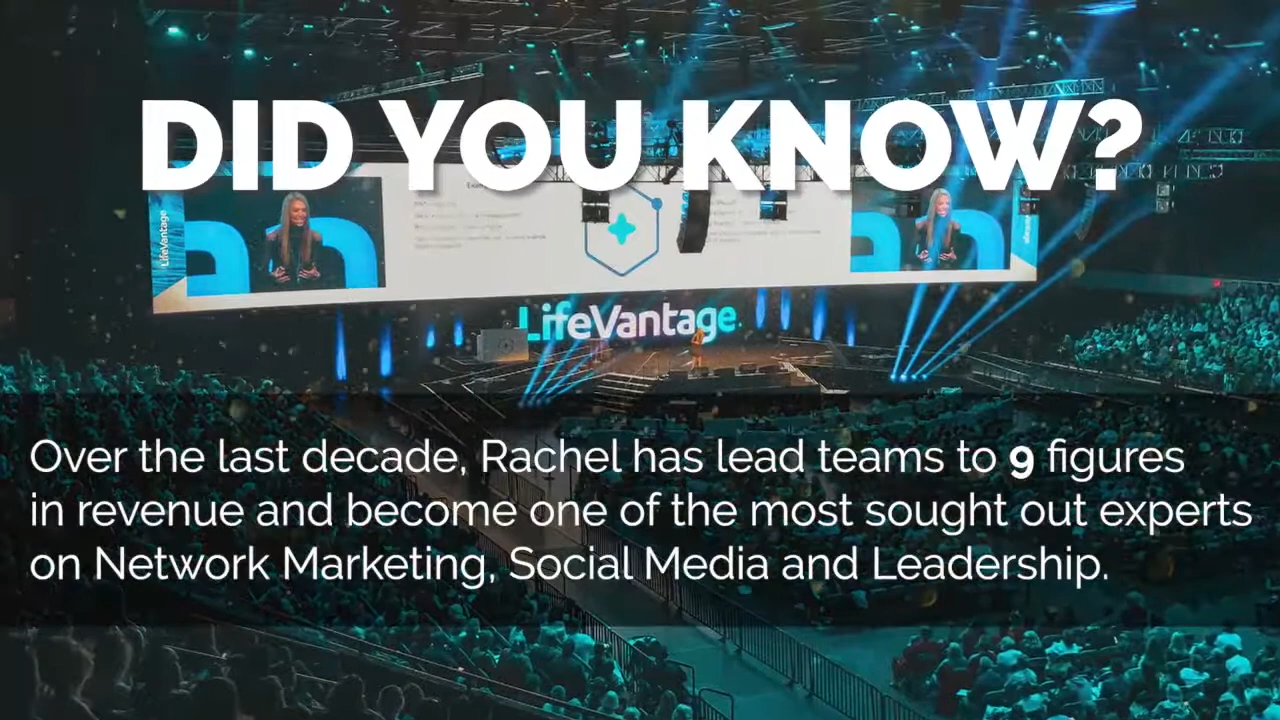 DID YOU KNOW?
LifeVantage
LifeVantage
Over the last decade, Rachel has lead teams to 9 figures
in revenue and become one of the most sought out experts
on Network Marketing, Social Media and Leadership.